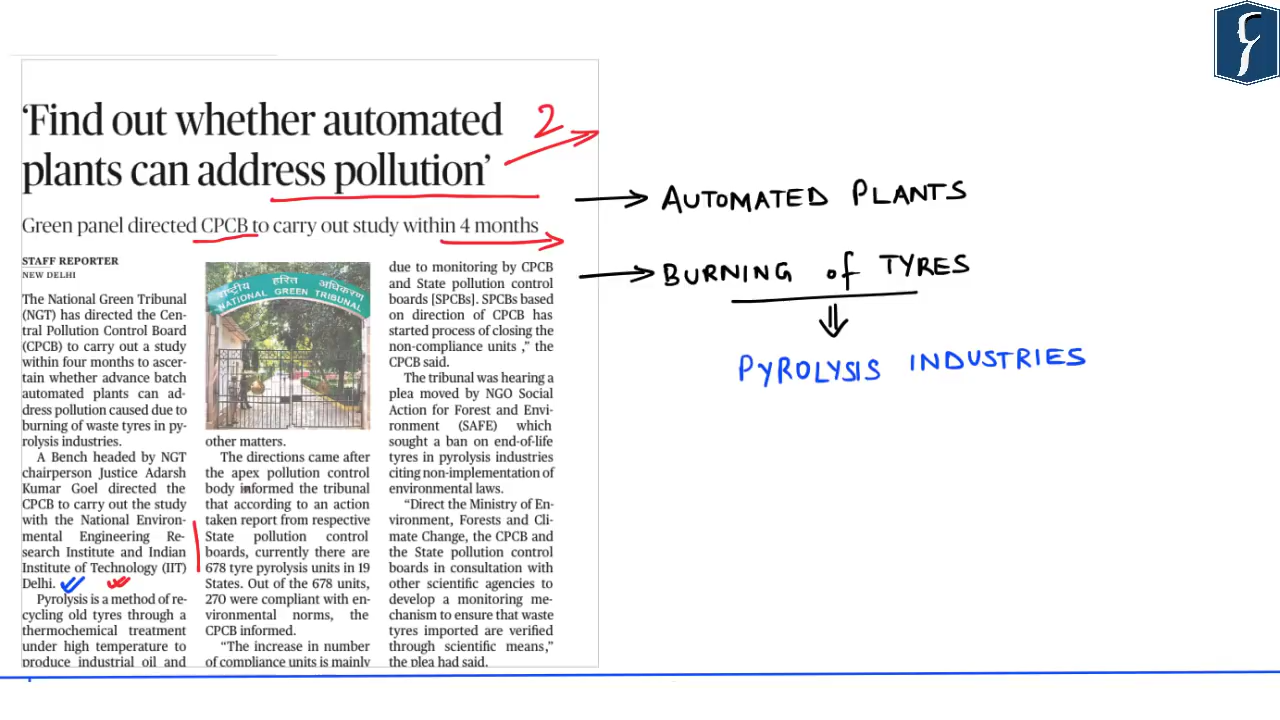 ‘Find out whether automated
plants can address pollution’
2
Green panel directed CPCB to carry out study within 4 months
STAFF REPORTER
NEW DELHI
The National Green Tribunal
(NGT) has directed the Cen-
tral Pollution Control Board
(CPCB) to carry out a study
within four months to ascer-
tain whether advance batch
automated plants can ad-
dress pollution caused due to
burning of waste tyres in py-
rolysis industries.
A Bench headed by NGT
chairperson Justice Adarsh
Kumar Goel directed the
CPCB to carry out the study
with the National Environ-
mental Engineering Re-
search Institute and Indian
Institute of Technology (IIT)
Delhi.
Pyrolysis is a method of re-
cycling old tyres through a
thermochemical treatment
under high temperature to
produce industrial oil and
राष्ट्रीय हरित अधिकरण
NATIONAL GREEN TRIBUNAL
other matters.
The directions came after
the apex pollution control
body informed the tribunal
that according to an action
taken report from respective
State pollution control
boards, currently there are
678 tyre pyrolysis units in 19
States. Out of the 678 units,
270 were compliant with en-
vironmental norms, the
CPCB informed.
“The increase in number
of compliance units is mainly
due to monitoring by CPCB
and State pollution control
boards [SPCBs]. SPCBs based
on direction of CPCB has
started process of closing the
non-compliance units ,” the
CPCB said.
The tribunal was hearing a
plea moved by NGO Social
Action for Forest and Envi-
ronment (SAFE) which
sought a ban on end-of-life
tyres in pyrolysis industries
citing non-implementation of
environmental laws.
“Direct the Ministry of En-
vironment, Forests and Cli-
mate Change, the CPCB and
the State pollution control
boards in consultation with
other scientific agencies to
develop a monitoring me-
chanism to ensure that waste
tyres imported are verified
through scientific means,”
the plea had said.
AUTOMATED PLANTS
BURNING of TYRES
PYROLYSIS INDUSTRIES